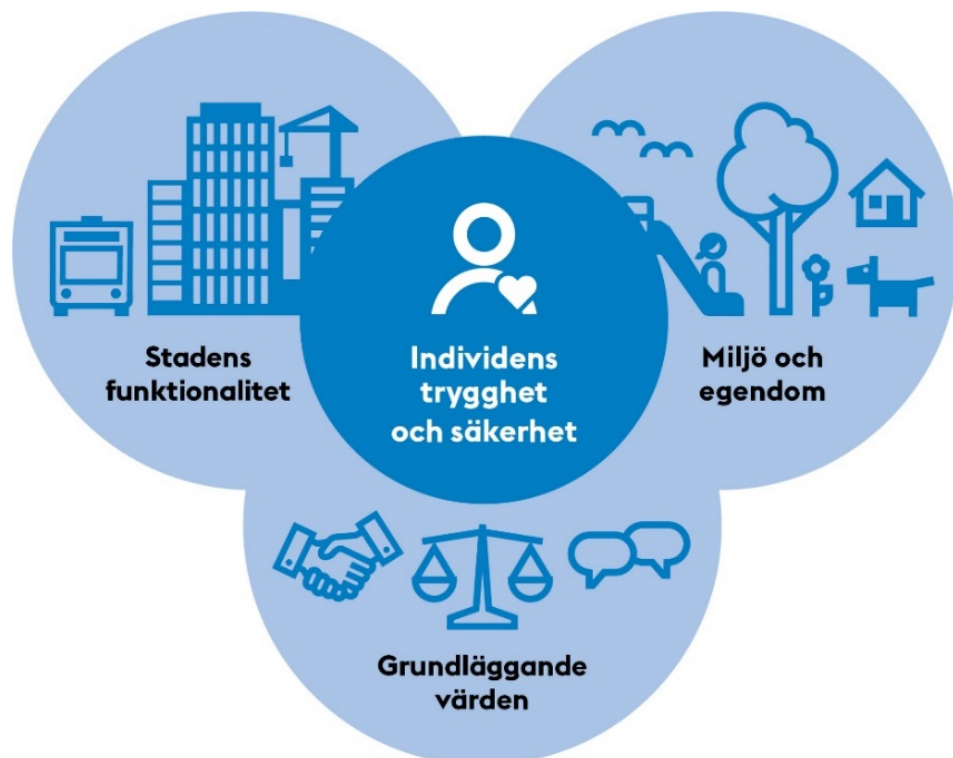 Stadens
funktionalitet
Individens
trygghet
och säkerhet
Miljö och
egendom
Grundläggande
värden